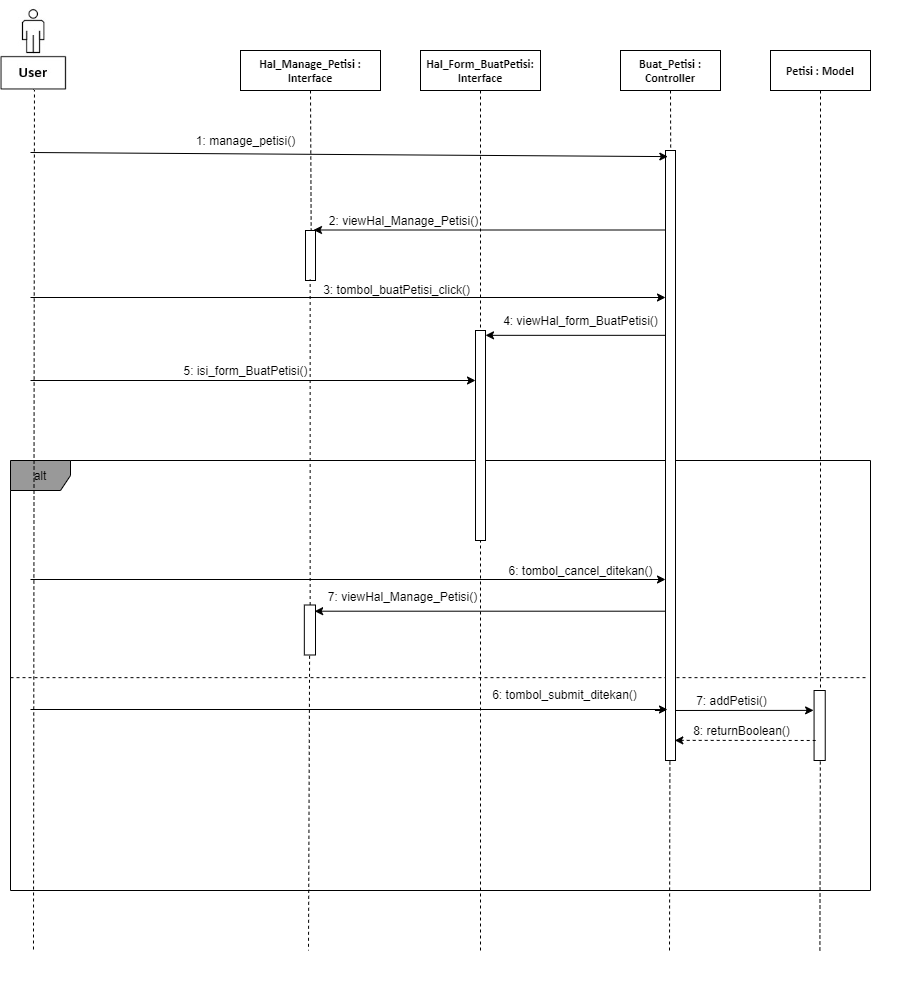 User
Hal_Manage_Petisi :
Interface
Hal_Form_BuatPetisi:
Interface
Buat_Petisi :
Controller
Petisi : Model
1: manage_petisi()
2: viewHal_Manage_Petisi()
3: tombol_buatPetisi_click()
4: viewHal_form_BuatPetisi()
5: isi_form_BuatPetisi()
alt
6: tombol_cancel_ditekan()
7: viewHal_Manage_Petisi()
6: tombol_submit_ditekan()
7: addPetisi()
8: returnBoolean()